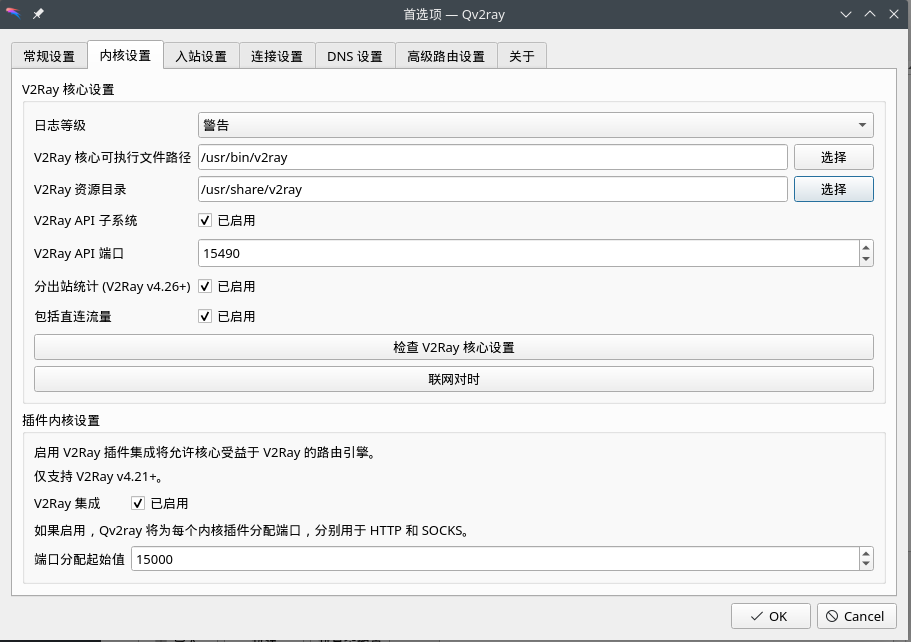 首选项 — Qv2ray
常规设置 内核设置 入站设置 连接设置 DNS 设置 高级路由设置 关于
V2Ray 核心设置
日志等级 警告
V2Ray 核心可执行文件路径 /usr/bin/v2ray 选择
V2Ray 资源目录 /usr/share/v2ray 选择
V2Ray API 子系统 已启用
V2Ray API 端口 15490
分出站统计 (V2Ray v4.26+) 已启用
包括直连流量 已启用
检查 V2Ray 核心设置
联网对时
插件内核设置
启用 V2Ray 插件集成将允许核心受益于 V2Ray 的路由引擎。
仅支持 V2Ray v4.21+。
V2Ray 集成 已启用
如果启用，Qv2ray 将为每个内核插件分配端口，分别用于 HTTP 和 SOCKS。
端口分配起始值 15000
OK Cancel